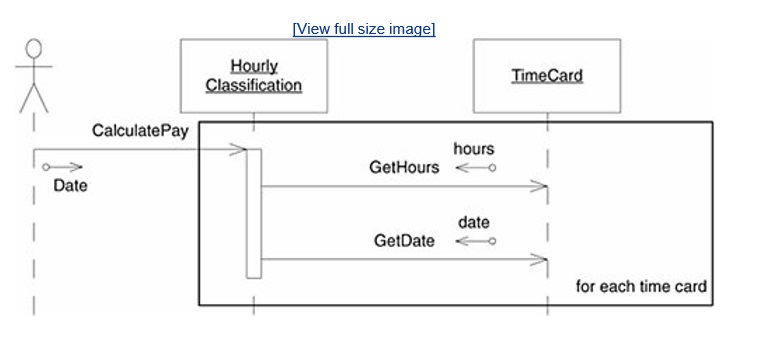 [View full size image]
Hourly
Classification
TimeCard
CalculatePay
Date
hours
GetHours
date
GetDate
for each time card